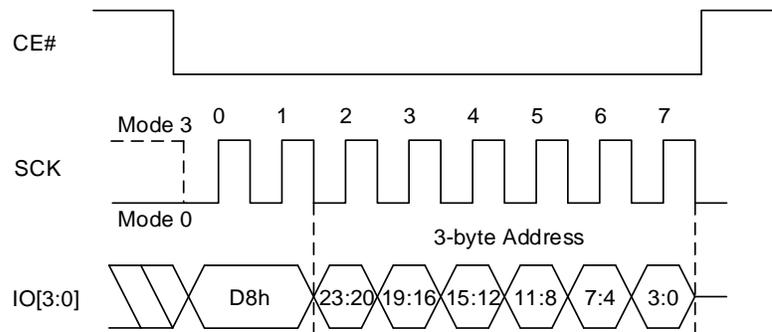 CE#
0 1 2 3 4 5 6 7
Mode 3
SCK
Mode 0
3-byte Address
IO[3:0]
D8h 23:20 19:16 15:12 11:8 7:4 3:0